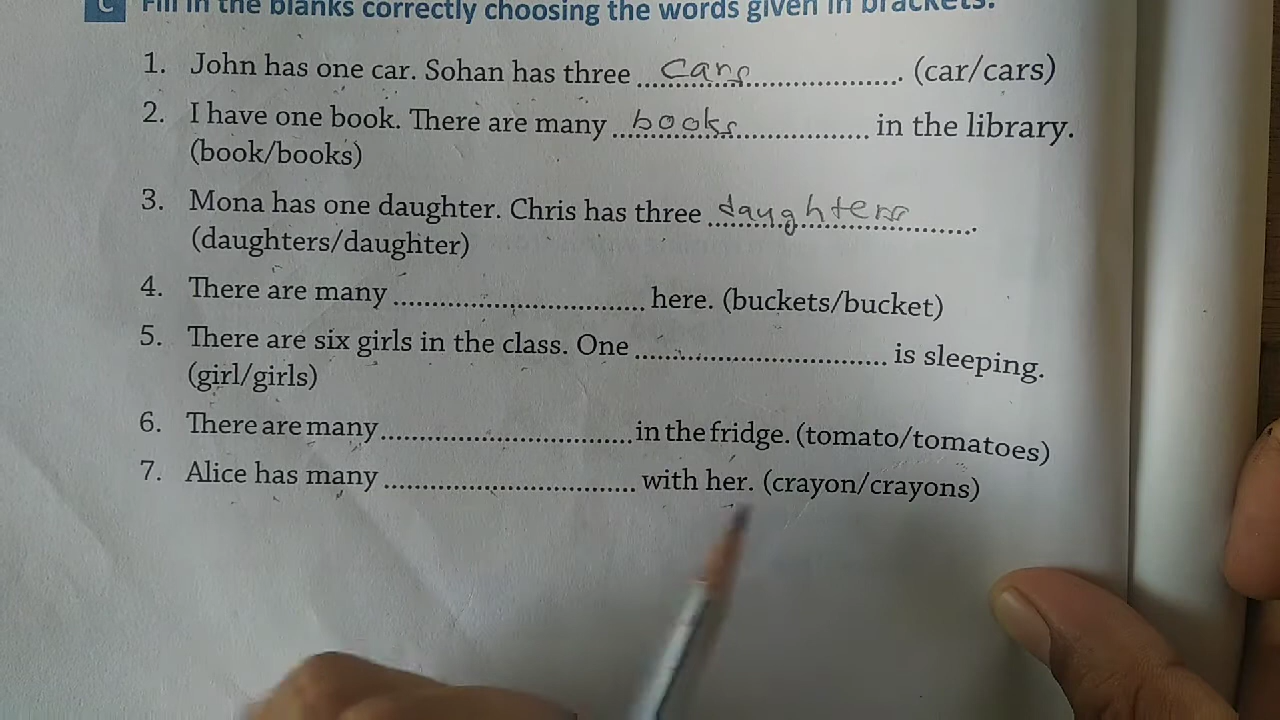 C Fill in the blanks correctly choosing the words given in brackets.
1. John has one car. Sohan has three ...cars.................... (car/cars)
2. I have one book. There are many ...books.................... in the library.
(book/books)
3. Mona has one daughter. Chris has three ...daughters...........
(daughters/daughter)
4. There are many ................................ here. (buckets/bucket)
5. There are six girls in the class. One ................................ is sleeping.
(girl/girls)
6. There are many ................................ in the fridge. (tomato/tomatoes)
7. Alice has many ................................ with her. (crayon/crayons)